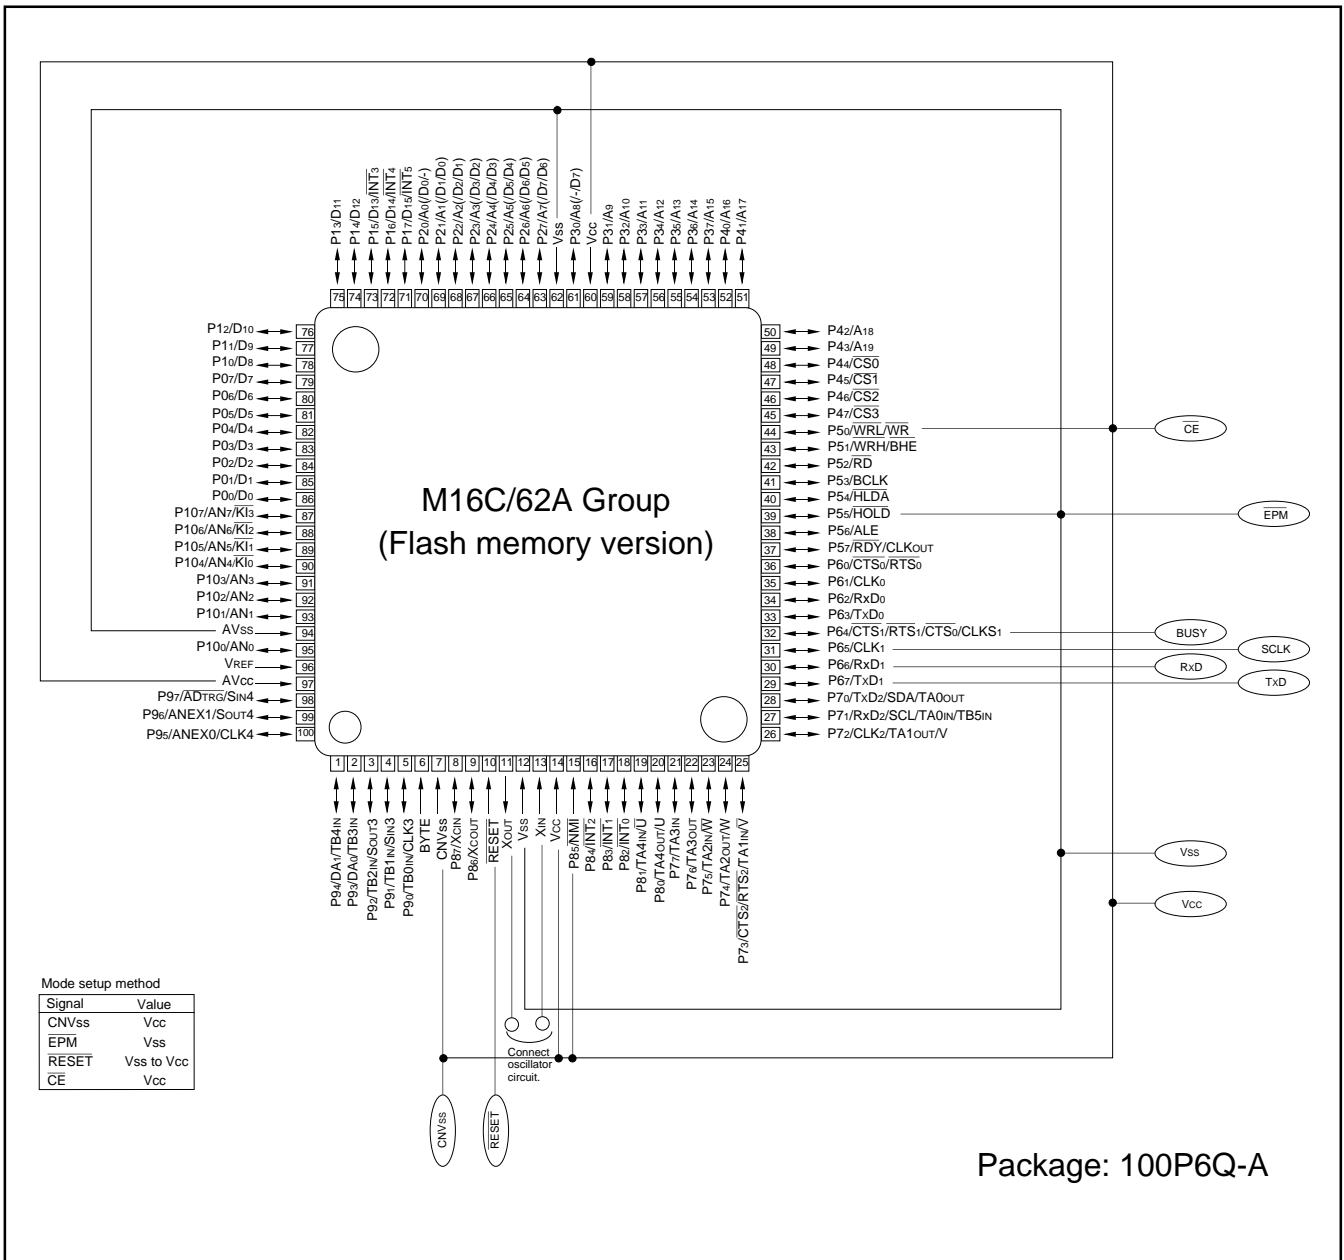 P13/D11
P14/D12
P15/D13/INT3
P16/D14/INT4
P17/D15/INT5
P20/A0(/D0/-)
P21/A1(/D1/D0)
P22/A2(/D2/D1)
P23/A3(/D3/D2)
P24/A4(/D4/D3)
P25/A5(/D5/D4)
P26/A6(/D6/D5)
P27/A7(/D7/D6)
Vss
P30/A8(/-/D7)
Vcc
P31/A9
P32/A10
P33/A11
P34/A12
P35/A13
P36/A14
P37/A15
P40/A16
P41/A17
75 74 73 72 71 70 69 68 67 66 65 64 63 62 61 60 59 58 57 56 55 54 53 52 51
P12/D10 76
P11/D9 77
P10/D8 78
P07/D7 79
P06/D6 80
P05/D5 81
P04/D4 82
P03/D3 83
P02/D2 84
P01/D1 85
P00/D0 86
P107/AN7/KI3 87
P106/AN6/KI2 88
P105/AN5/KI1 89
P104/AN4/KI0 90
P103/AN3 91
P102/AN2 92
P101/AN1 93
AVSS 94
P100/AN0 95
VREF 96
AVcc 97
P97/ADTRG/SIN4 98
P96/ANEX1/SOUT4 99
P95/ANEX0/CLK4 100
M16C/62A Group
(Flash memory version)
50 P42/A18
49 P43/A19
48 P44/CS0
47 P45/CS1
46 P46/CS2
45 P47/CS3
44 P50/WRL/WR
43 P51/WRH/BHE
42 P52/RD
41 P53/BCLK
40 P54/HLDA
39 P55/HOLD
38 P56/ALE
37 P57/RDY/CLKOUT
36 P60/CTS0/RTS0
35 P61/CLK0
34 P62/RxD0
33 P63/TxD0
32 P64/CTS1/RTS1/CTS0/CLKS1
31 P65/CLK1
30 P66/RxD1
29 P67/TxD1
28 P70/TxD2/SDA/TA0OUT
27 P71/RxD2/SCL/TA0IN/TB5IN
26 P72/CLK2/TA1OUT/V
CE
EPM
BUSY
SCLK
RxD
TxD
Vss
Vcc
1 2 3 4 5 6 7 8 9 10 11 12 13 14 15 16 17 18 19 20 21 22 23 24 25
P94/DA1/TB4IN
P93/DA0/TB3IN
P92/TB2IN/SOUT3
P91/TB1IN/SIN3
P90/TB0IN/CLK3
BYTE
CNVss
P87/XCIN
P86/XCOUT
RESET
XOUT
Vss
XIN
Vcc
P85/NMI
P84/INT2
P83/INT1
P82/INT0
P81/TA4IN/U
P80/TA4OUT/U
P77/TA3IN
P76/TA3OUT
P75/TA2IN/W
P74/TA2OUT/W
P73/CTS2/RTS2/TA1IN/V
Connect
oscillator
circuit.
CNVss
RESET
Mode setup method
Signal Value
CNVss Vcc
EPM Vss
RESET Vss to Vcc
CE Vcc
Package: 100P6Q-A